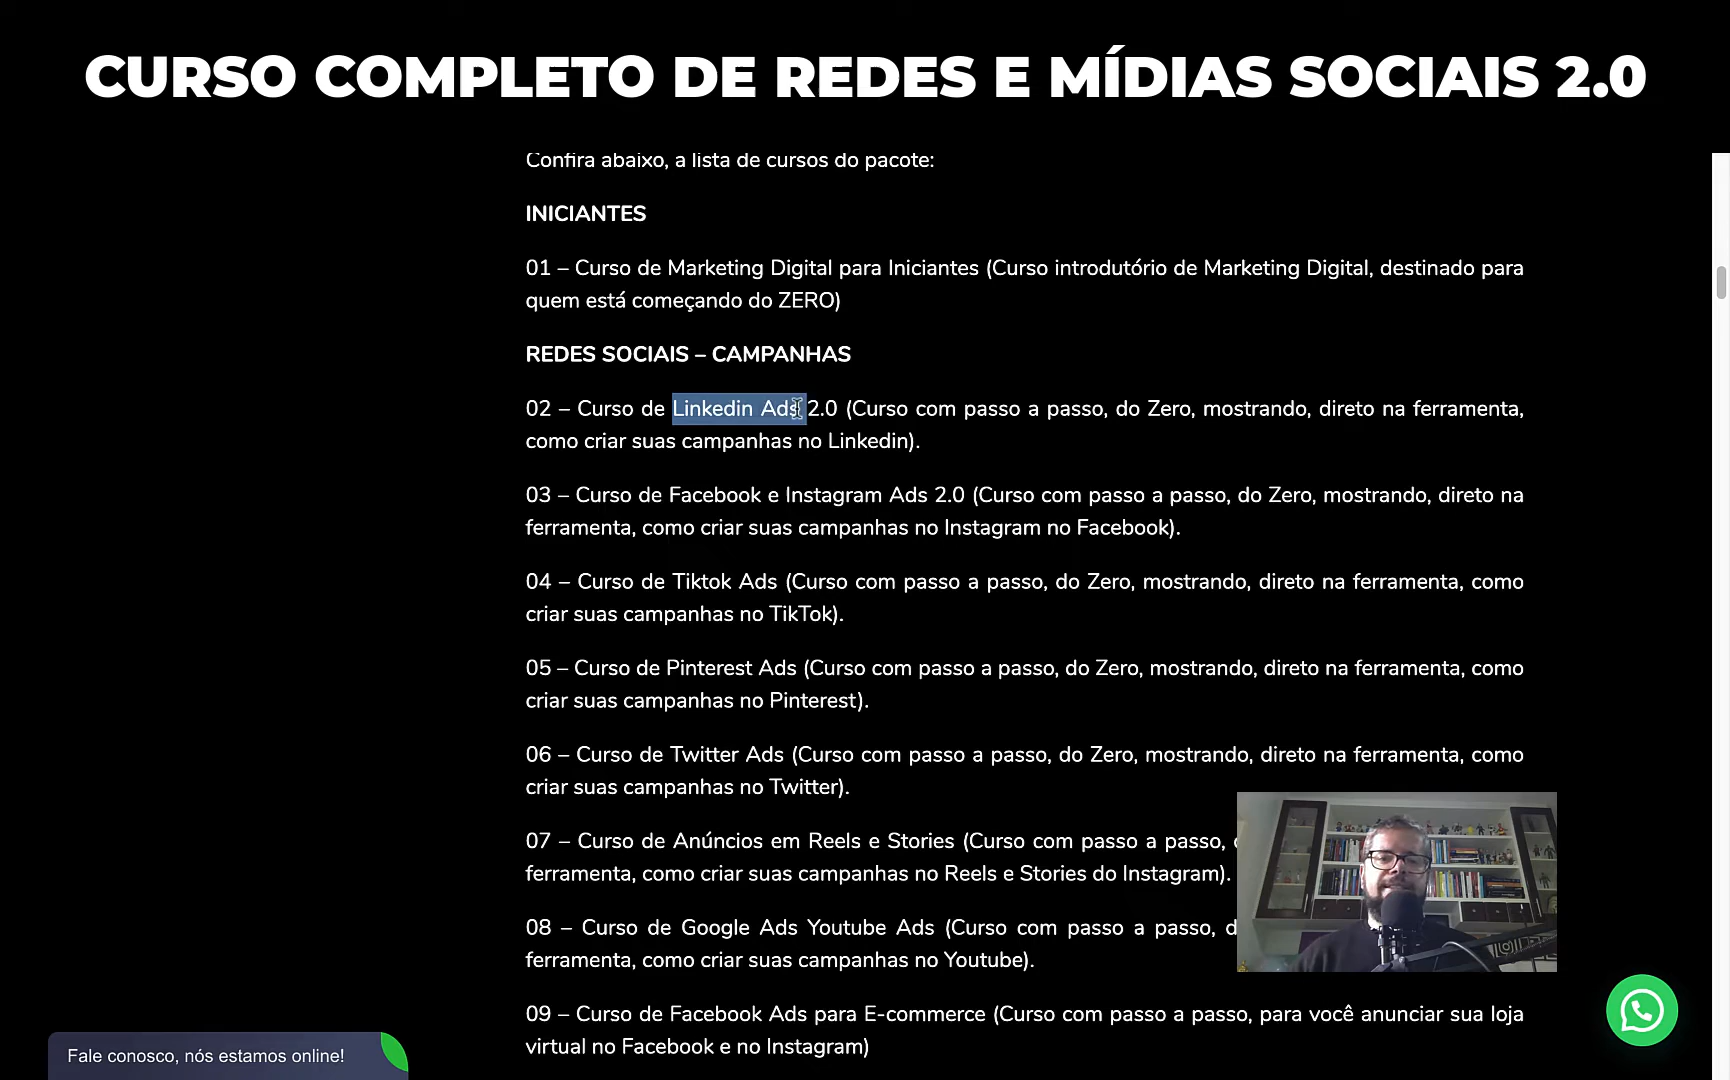 CURSO COMPLETO DE REDES E MÍDIAS SOCIAIS 2.0
Confira abaixo, a lista de cursos do pacote:
INICIANTES
01 – Curso de Marketing Digital para Iniciantes (Curso introdutório de Marketing Digital, destinado para
quem está começando do ZERO)
REDES SOCIAIS – CAMPANHAS
02 – Curso de Linkedin Ads 2.0 (Curso com passo a passo, do Zero, mostrando, direto na ferramenta,
como criar suas campanhas no Linkedin).
03 – Curso de Facebook e Instagram Ads 2.0 (Curso com passo a passo, do Zero, mostrando, direto na
ferramenta, como criar suas campanhas no Instagram no Facebook).
04 – Curso de Tiktok Ads (Curso com passo a passo, do Zero, mostrando, direto na ferramenta, como
criar suas campanhas no TikTok).
05 – Curso de Pinterest Ads (Curso com passo a passo, do Zero, mostrando, direto na ferramenta, como
criar suas campanhas no Pinterest).
06 – Curso de Twitter Ads (Curso com passo a passo, do Zero, mostrando, direto na ferramenta, como
criar suas campanhas no Twitter).
07 – Curso de Anúncios em Reels e Stories (Curso com passo a passo,
ferramenta, como criar suas campanhas no Reels e Stories do Instagram).
08 – Curso de Google Ads Youtube Ads (Curso com passo a passo,
ferramenta, como criar suas campanhas no Youtube).
09 – Curso de Facebook Ads para E-commerce (Curso com passo a passo, para você anunciar sua loja
virtual no Facebook e no Instagram)
Fale conosco, nós estamos online!